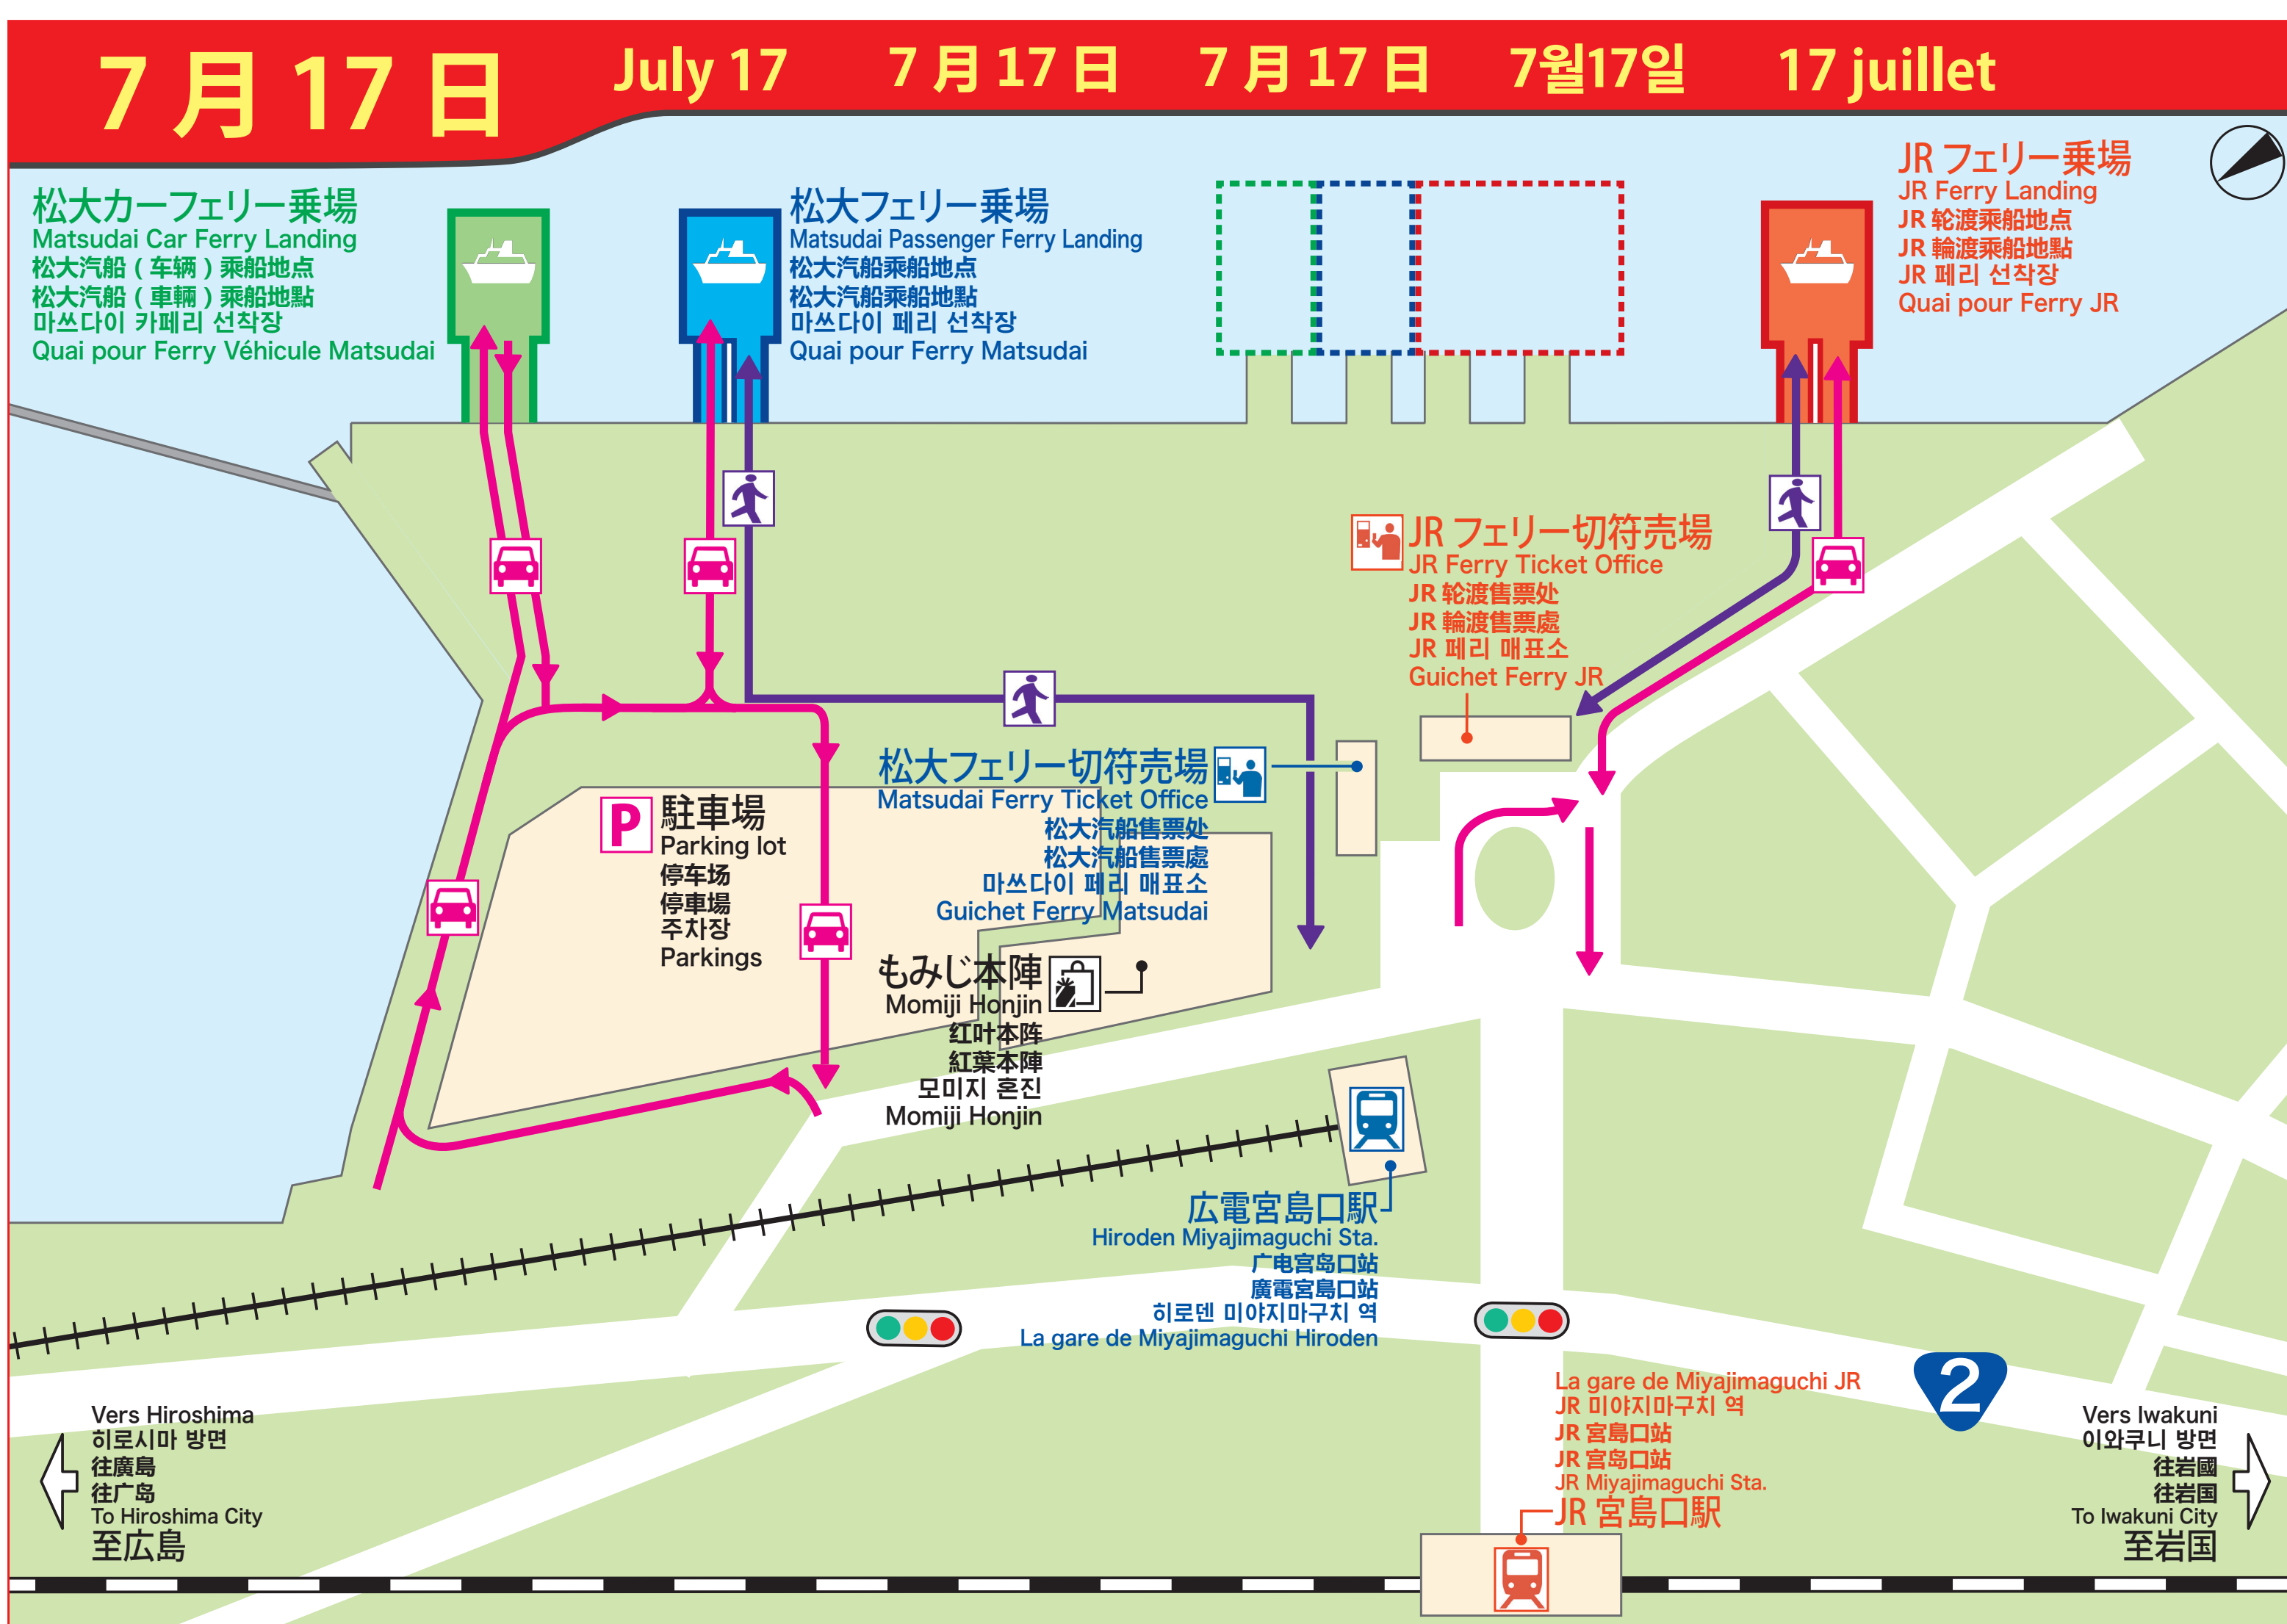 7月17日
July 17
7月17日
7月17日
7월17일
17 juillet
松大カーフェリー乗場
Matsudai Car Ferry Landing
松大汽船（车辆）乘船地点
松大汽船（車輛）乘船地點
마쓰다이 카페리 선착장
Quai pour Ferry Véhicule Matsudai
松大フェリー乗場
Matsudai Passenger Ferry Landing
松大汽船乘船地点
松大汽船乘船地點
마쓰다이 페리 선착장
Quai pour Ferry Matsudai
JR フェリー乗場
JR Ferry Landing
JR 轮渡乘船地点
JR 輪渡乘船地點
JR 페리 선착장
Quai pour Ferry JR
JR フェリー切符売場
JR Ferry Ticket Office
JR 轮渡售票处
JR 輪渡售票處
JR 페리 매표소
Guichet Ferry JR
松大フェリー切符売場
Matsudai Ferry Ticket Office
松大汽船售票处
松大汽船售票處
마쓰다이 페리 매표소
Guichet Ferry Matsudai
P
駐車場
Parking lot
停车场
停車場
주차장
Parkings
もみじ本陣
Momiji Honjin
红叶本阵
紅葉本陣
모미지 혼진
Momiji Honjin
広電宮島口駅
Hiroden Miyajimaguchi Sta.
广电宫岛口站
廣電宮島口站
히로덴 미야지마구치 역
La gare de Miyajimaguchi Hiroden
La gare de Miyajimaguchi JR
JR 미야지마구치 역
JR 宮島口站
JR 宫岛口站
JR Miyajimaguchi Sta.
JR 宮島口駅
2
Vers Hiroshima
히로시마 방면
往廣島
往广岛
To Hiroshima City
至広島
Vers Iwakuni
이와쿠니 방면
往岩國
往岩国
To Iwakuni City
至岩国